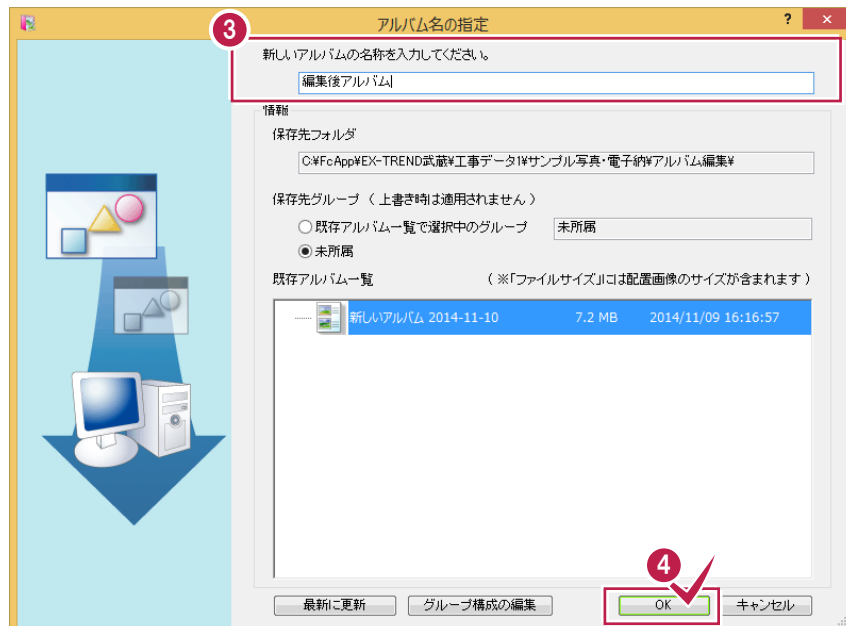 アルバム名の指定
?
×
3
新しいアルバムの名称を入力してください。
編集後アルバム
情報
保存先フォルダ
C:¥FcApp¥EX-TREND武蔵¥工事データ1¥サンプル写真・電子納¥アルバム編集¥
保存先グループ ( 上書き時は適用されません )
既存アルバム一覧で選択中のグループ 未所属
未所属
既存アルバム一覧 ( ※「ファイルサイズ」には配置画像のサイズが含まれます )
新しいアルバム 2014-11-10 7.2 MB 2014/11/09 16:16:57
4
最新に更新 グループ構成の編集 OK キャンセル